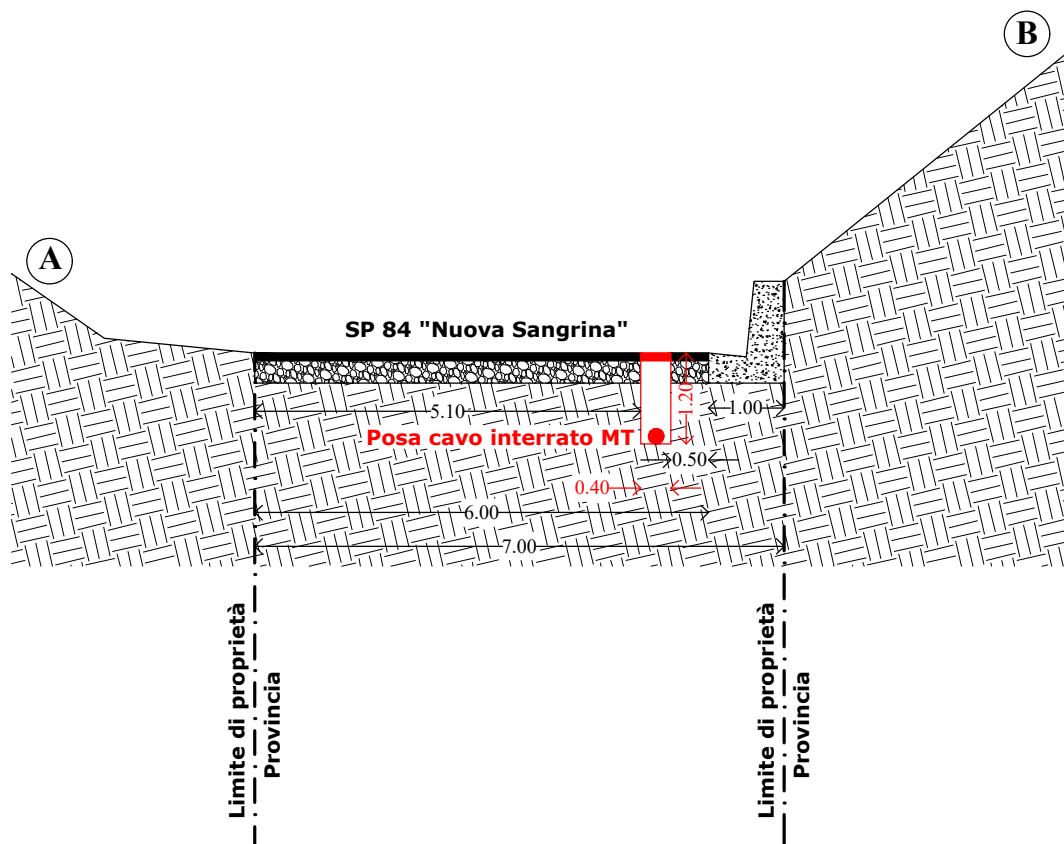 B
A
SP 84 "Nuova Sangrina"
1.20
5.10
1.00
Posa cavo interrato MT
0.50
0.40
6.00
7.00
Limite di proprietà
Provincia
Limite di proprietà
Provincia